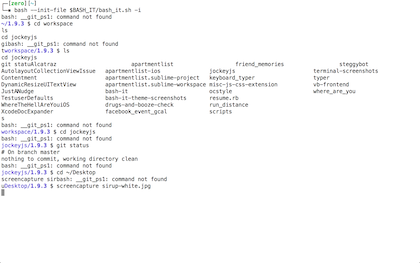 [zero][~]
bash --init-file $BASH_IT/bash_it.sh -i
bash: __git_ps1: command not found
~/1.9.3 $ cd workspace
ls
cd jockeyjs
gibash: __git_ps1: command not found
tworkspace/1.9.3 $ ls
cd jockeyjs
git statuAlcatraz apartmentlist friend_memories steggybot
AutolayoutCollectionViewIssue apartmentlist-ios jockeyjs terminal-screenshots
Contentment apartment.sublime-project keyboard_typer typer
DynamicResizeUITextView apartment.sublime-workspace misc-js-css-extension vb-frontend
JustANudge bash-it ocstyle where_are_you
TestuserDefaults bash-it-theme-screenshots resume.rb
WhereTheHellAreYouiOS drugs-and-booze-check run_distance
XcodeDocExpander facebook_event_gcal scripts
s
bash: __git_ps1: command not found
workspace/1.9.3 $ cd jockeyjs
bash: __git_ps1: command not found
jockeyjs/1.9.3 $ git status
# On branch master
nothing to commit, working directory clean
bash: __git_ps1: command not found
jockeyjs/1.9.3 $ cd ~/Desktop
screencapture sirbash: __git_ps1: command not found
uDesktop/1.9.3 $ screencapture sirup-white.jpg